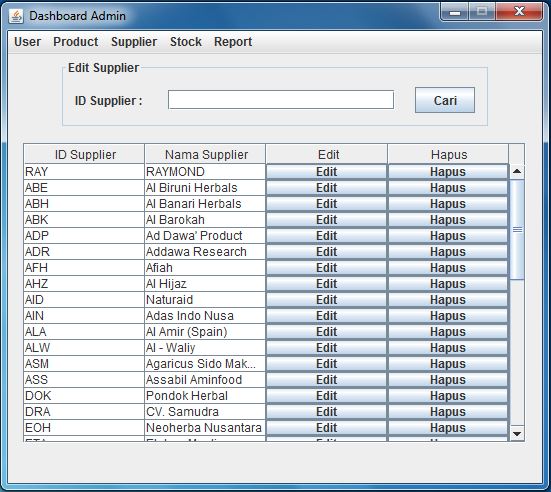 Dashboard Admin
User Product Supplier Stock Report
Edit Supplier
ID Supplier : Cari
ID Supplier Nama Supplier Edit Hapus
RAY RAYMOND Edit Hapus
ABE Al Biruni Herbals Edit Hapus
ABH Al Banari Herbals Edit Hapus
ABK Al Barokah Edit Hapus
ADP Ad Dawa' Product Edit Hapus
ADR Addawa Research Edit Hapus
AFH Afiah Edit Hapus
AHZ Al Hijaz Edit Hapus
AID Naturaid Edit Hapus
AIN Adas Indo Nusa Edit Hapus
ALA Al Amir (Spain) Edit Hapus
ALW Al - Waliy Edit Hapus
ASM Agaricus Sido Mak... Edit Hapus
ASS Assabil Aminfood Edit Hapus
DOK Pondok Herbal Edit Hapus
DRA CV. Samudra Edit Hapus
EOH Neoherba Nusantara Edit Hapus